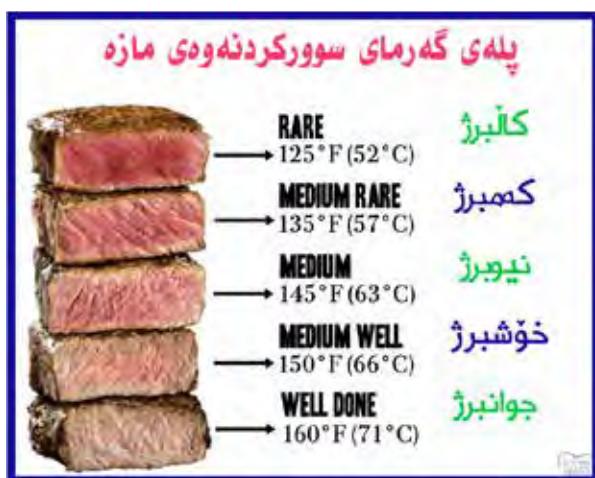 پلەی گەرمای سوورکردنەوەی مازە
RARE کاڵبرژ
125°F (52°C)
MEDIUM RARE کەمبرژ
135°F (57°C)
MEDIUM نیوبرژ
145°F (63°C)
MEDIUM WELL خۆشبرژ
150°F (66°C)
WELL DONE جوانبرژ
160°F (71°C)